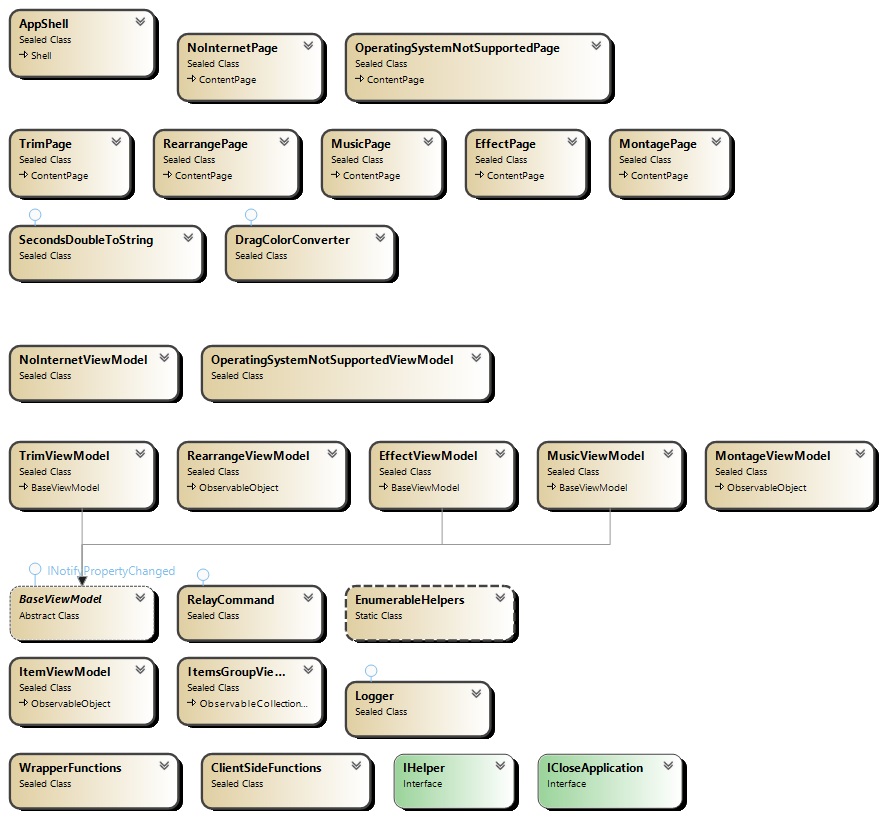 AppShell
Sealed Class
Shell
NoInternetPage
Sealed Class
ContentPage
OperatingSystemNotSupportedPage
Sealed Class
ContentPage
TrimPage
Sealed Class
ContentPage
RearrangePage
Sealed Class
ContentPage
MusicPage
Sealed Class
ContentPage
EffectPage
Sealed Class
ContentPage
MontagePage
Sealed Class
ContentPage
SecondsDoubleToString
Sealed Class
DragColorConverter
Sealed Class
NoInternetViewModel
Sealed Class
OperatingSystemNotSupportedViewModel
Sealed Class
TrimViewModel
Sealed Class
BaseViewModel
RearrangeViewModel
Sealed Class
ObservableObject
EffectViewModel
Sealed Class
BaseViewModel
MusicViewModel
Sealed Class
BaseViewModel
MontageViewModel
Sealed Class
ObservableObject
INotifyPropertyChanged
BaseViewModel
Abstract Class
RelayCommand
Sealed Class
EnumerableHelpers
Static Class
ItemViewModel
Sealed Class
ObservableObject
ItemsGroupVie...
Sealed Class
ObservableCollection...
Logger
Sealed Class
WrapperFunctions
Sealed Class
ClientSideFunctions
Sealed Class
IHelper
Interface
ICloseApplication
Interface